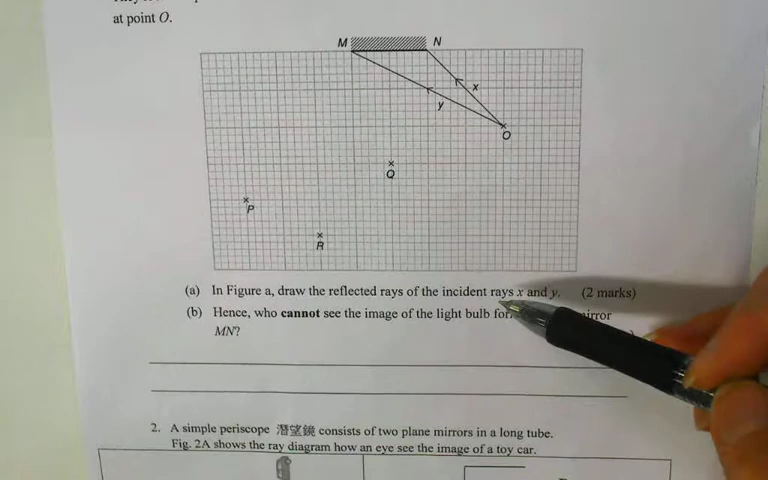 at point O.
M N
x
y
O
Q
P
R
(a) In Figure a, draw the reflected rays of the incident rays x and y. (2 marks)
(b) Hence, who cannot see the image of the light bulb irror
MN?
2. A simple periscope 潛望鏡 consists of two plane mirrors in a long tube.
Fig. 2A shows the ray diagram how an eye see the image of a toy car.